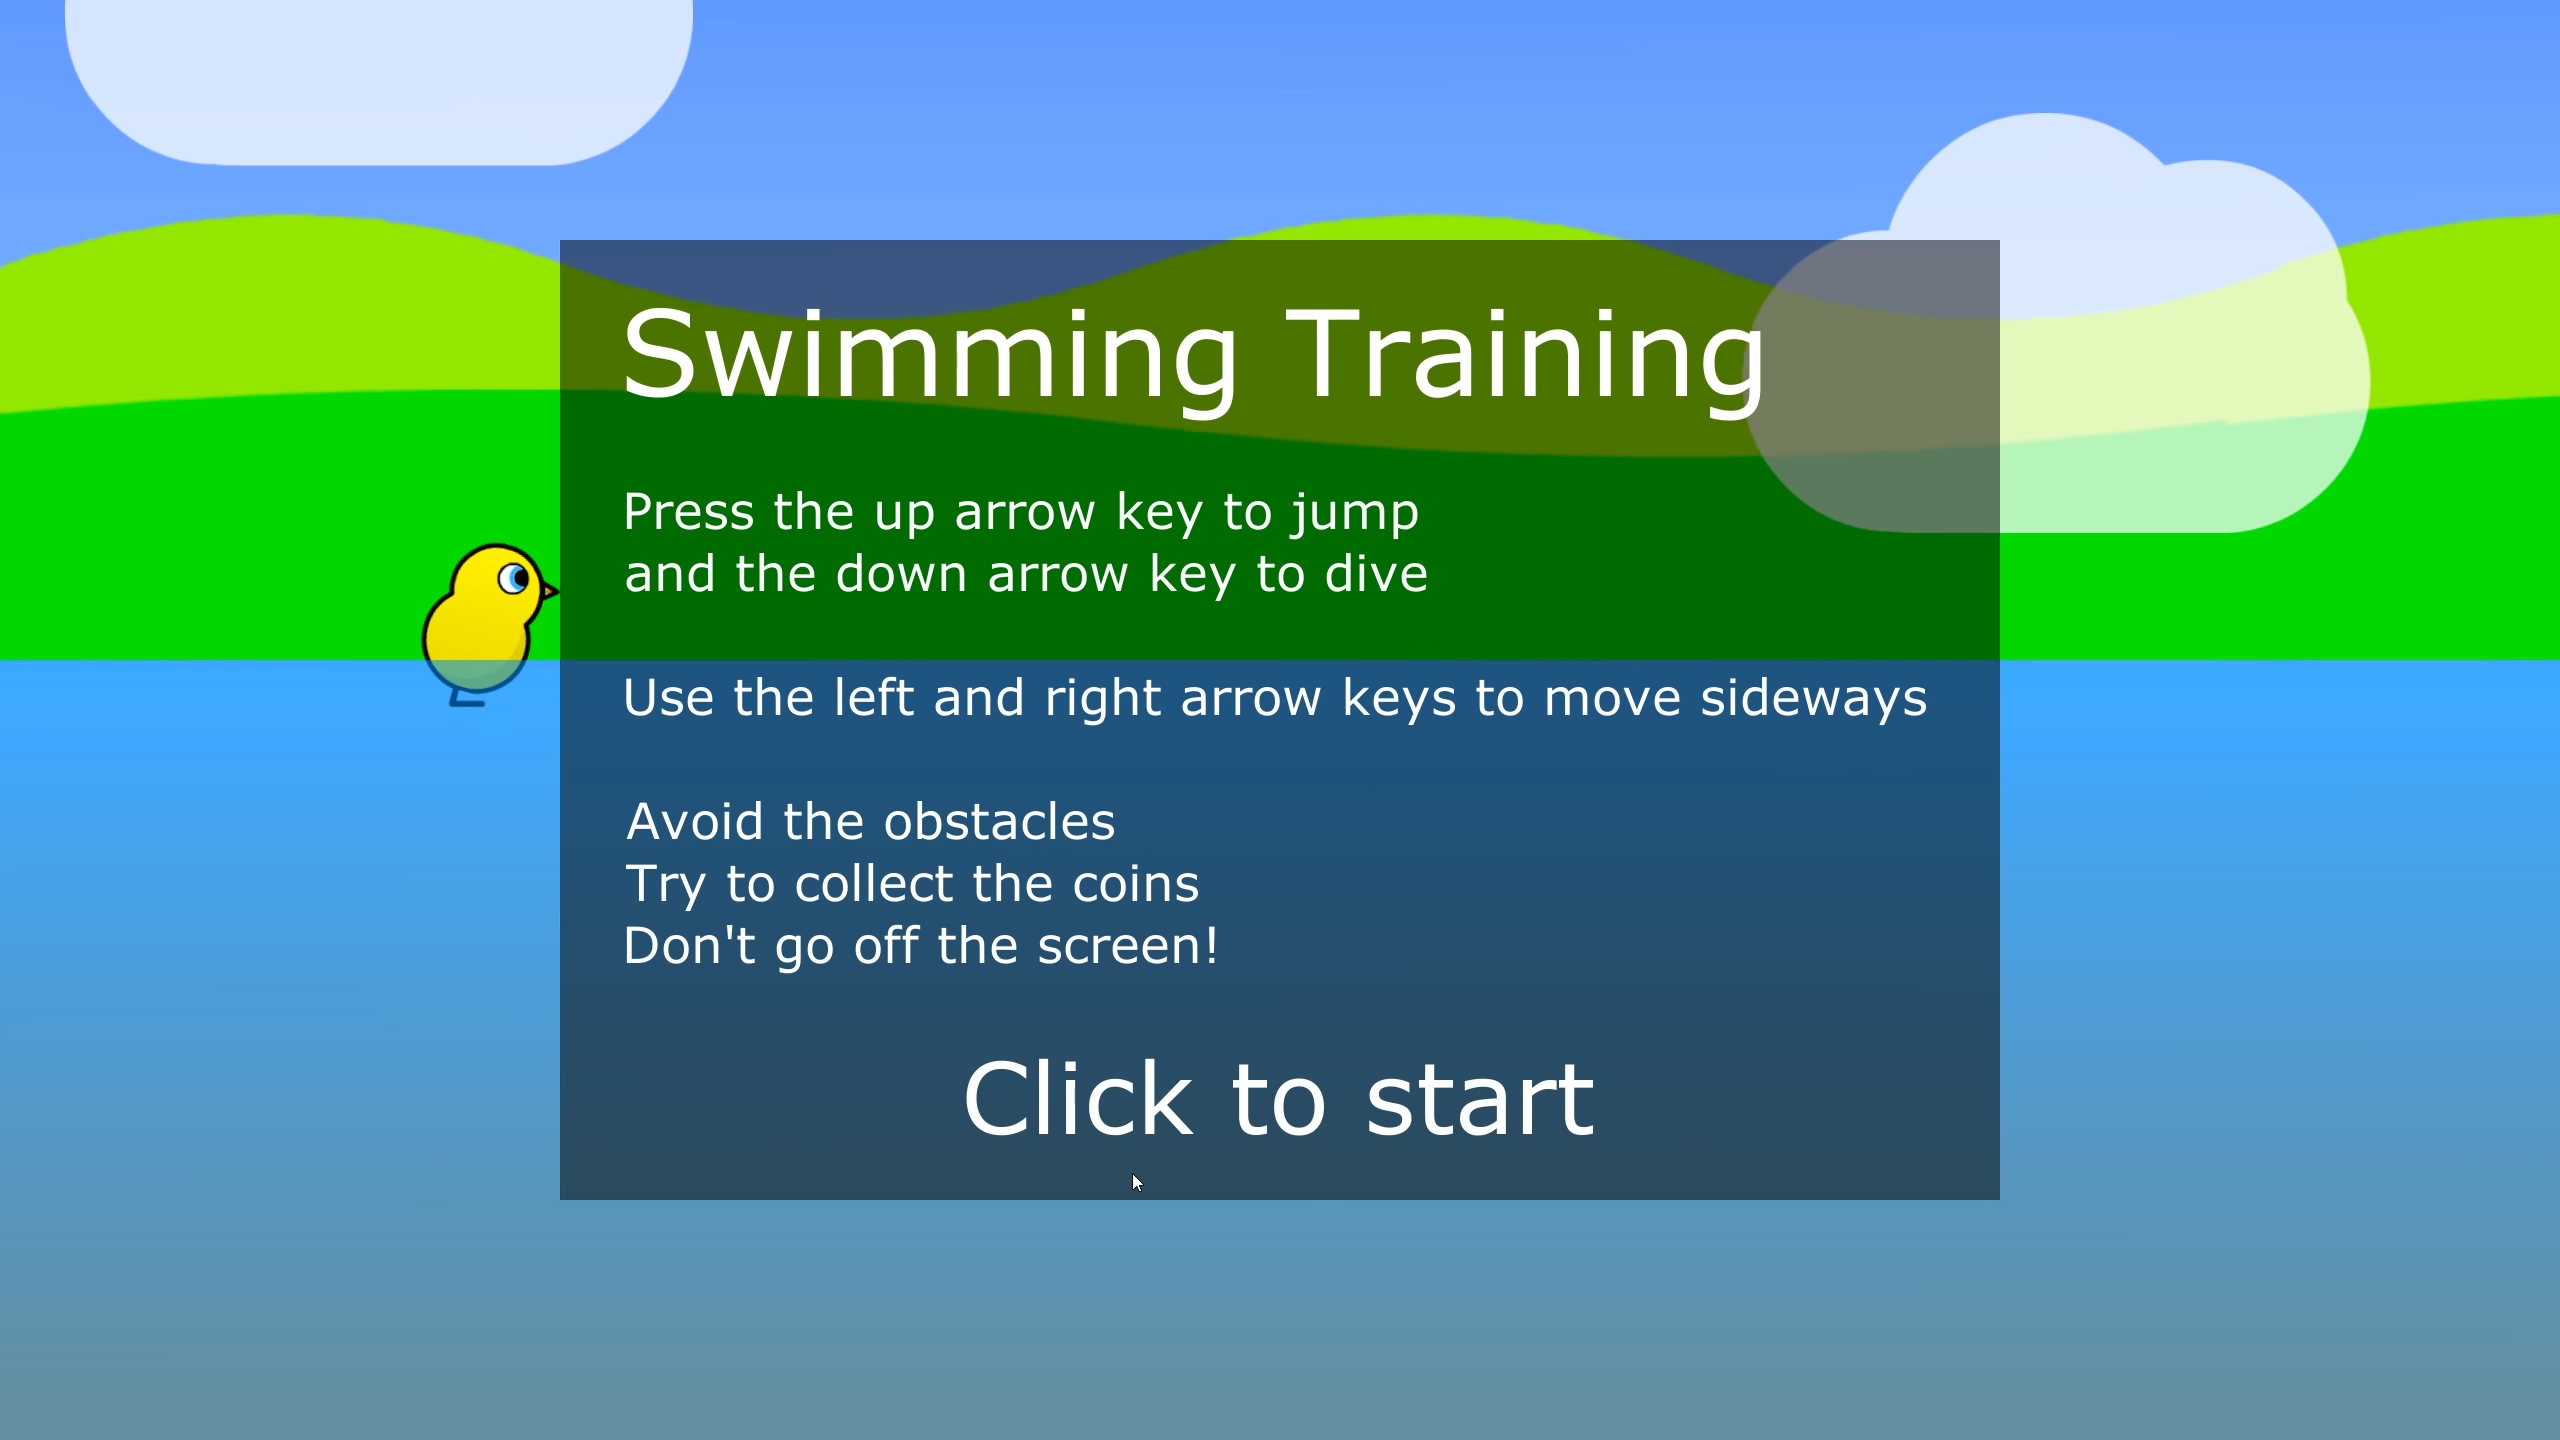 Swimming Training
Press the up arrow key to jump
and the down arrow key to dive
Use the left and right arrow keys to move sideways
Avoid the obstacles
Try to collect the coins
Don't go off the screen!
Click to start